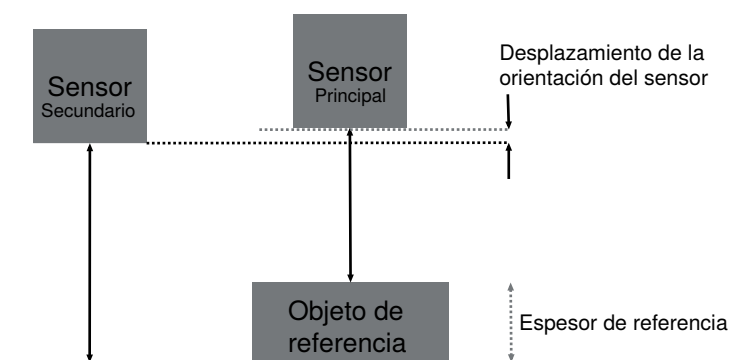 Sensor
Secundario
Sensor
Principal
Desplazamiento de la
orientación del sensor
Objeto de
referencia
Espesor de referencia